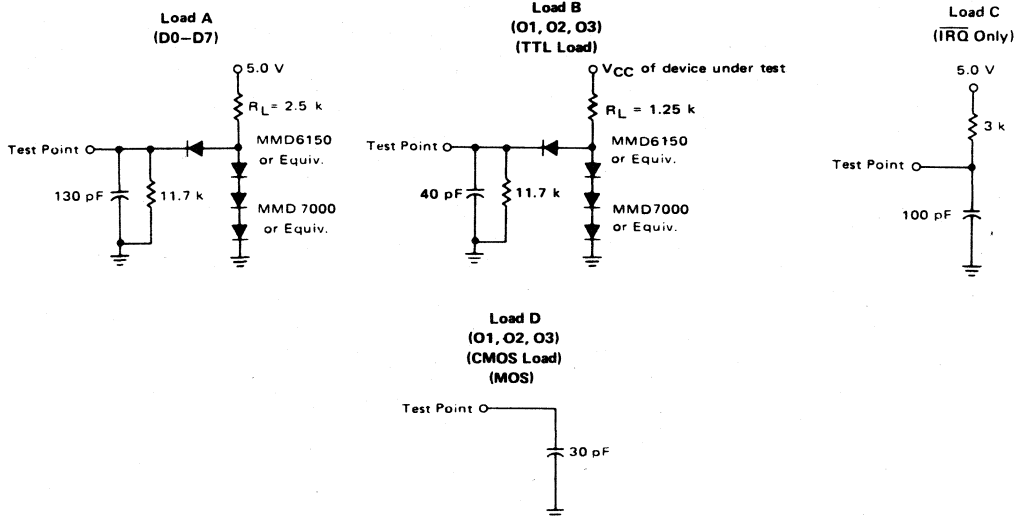 Load A
(D0–D7)
5.0 V
RL = 2.5 k
Test Point
MMD6150
or Equiv.
130 pF
11.7 k
MMD 7000
or Equiv.
Load B
(O1, O2, O3)
(TTL Load)
VCC of device under test
RL = 1.25 k
Test Point
MMD6150
or Equiv.
40 pF
11.7 k
MMD7000
or Equiv.
Load C
(IRQ Only)
5.0 V
3 k
Test Point
100 pF
Load D
(O1, O2, O3)
(CMOS Load)
(MOS)
Test Point
30 pF